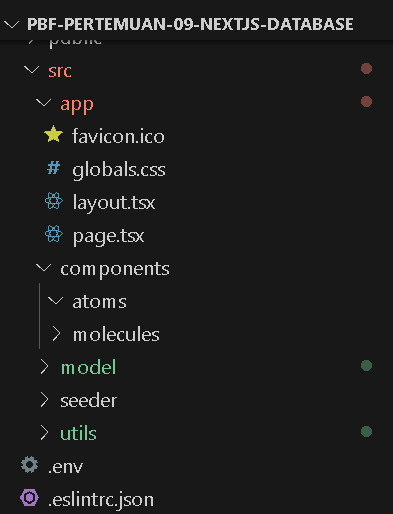 PBF-PERTEMUAN-09-NEXTJS-DATABASE
public
src
app
favicon.ico
# globals.css
layout.tsx
page.tsx
components
atoms
molecules
model
seeder
utils
.env
.eslintrc.json